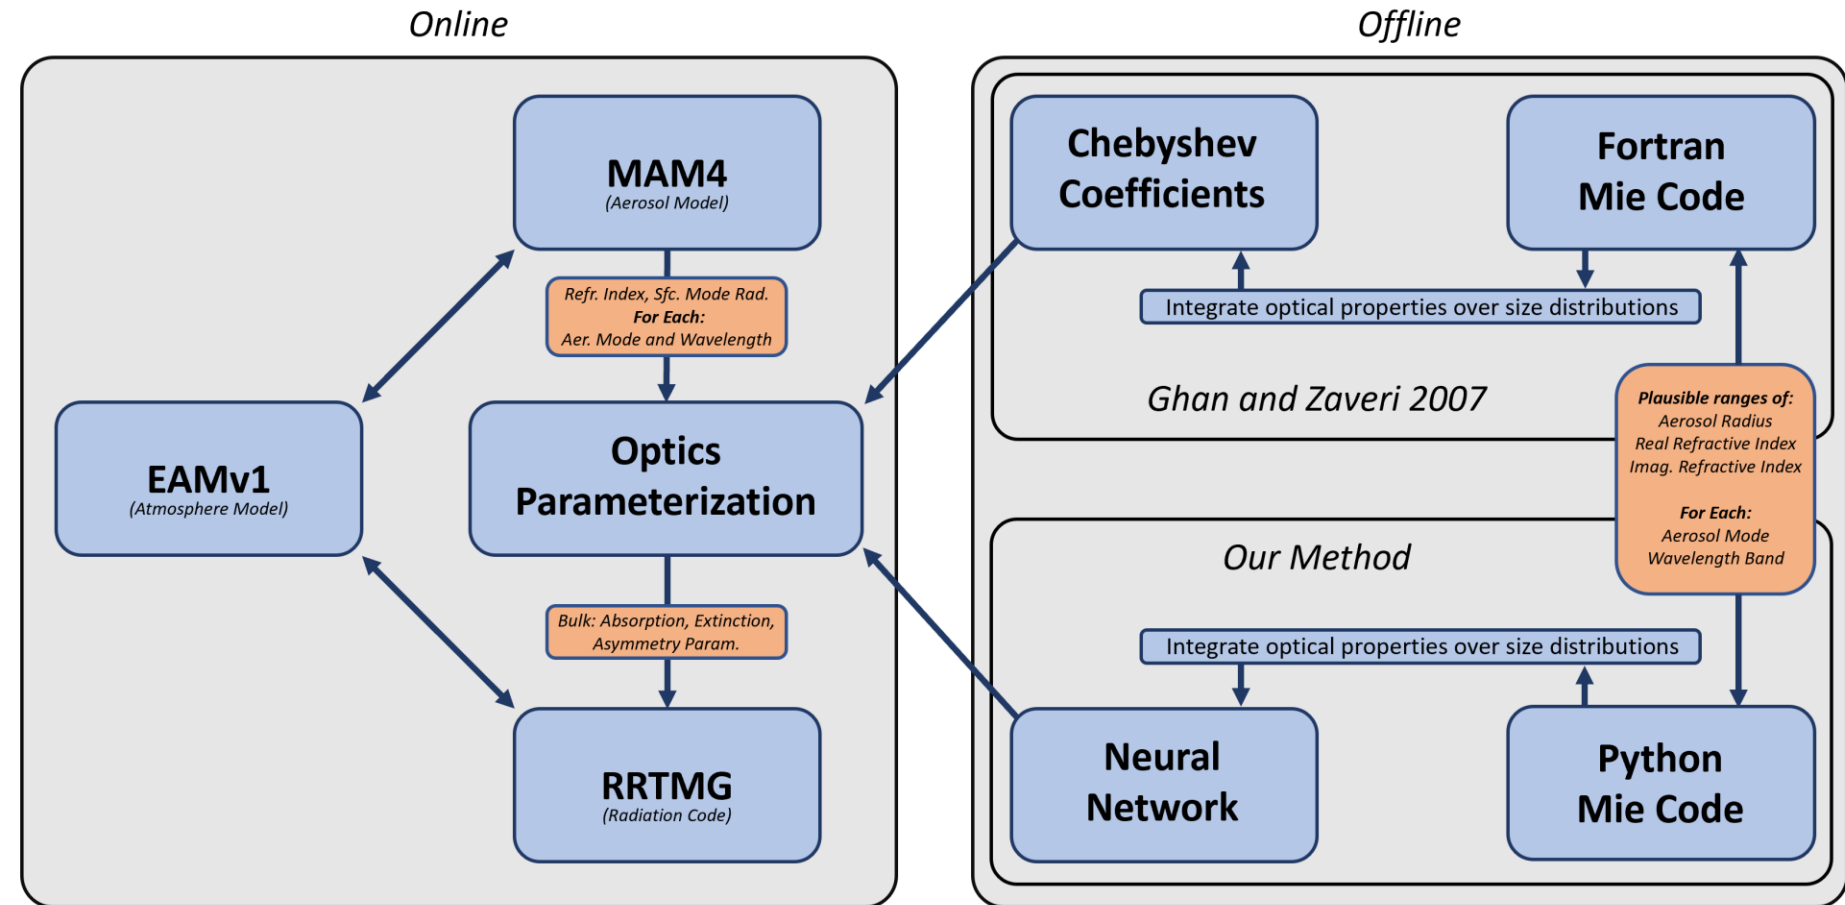 Online
MAM4
(Aerosol Model)
Refr. Index, Sfc. Mode Rad.
For Each:
Aer. Mode and Wavelength
EAMv1
(Atmosphere Model)
Optics
Parameterization
Bulk: Absorption, Extinction,
Asymmetry Param.
RRTMG
(Radiation Code)
Offline
Chebyshev
Coefficients
Fortran
Mie Code
Integrate optical properties over size distributions
Ghan and Zaveri 2007
Plausible ranges of:
Aerosol Radius
Real Refractive Index
Imag. Refractive Index
For Each:
Aerosol Mode
Wavelength Band
Our Method
Integrate optical properties over size distributions
Neural
Network
Python
Mie Code